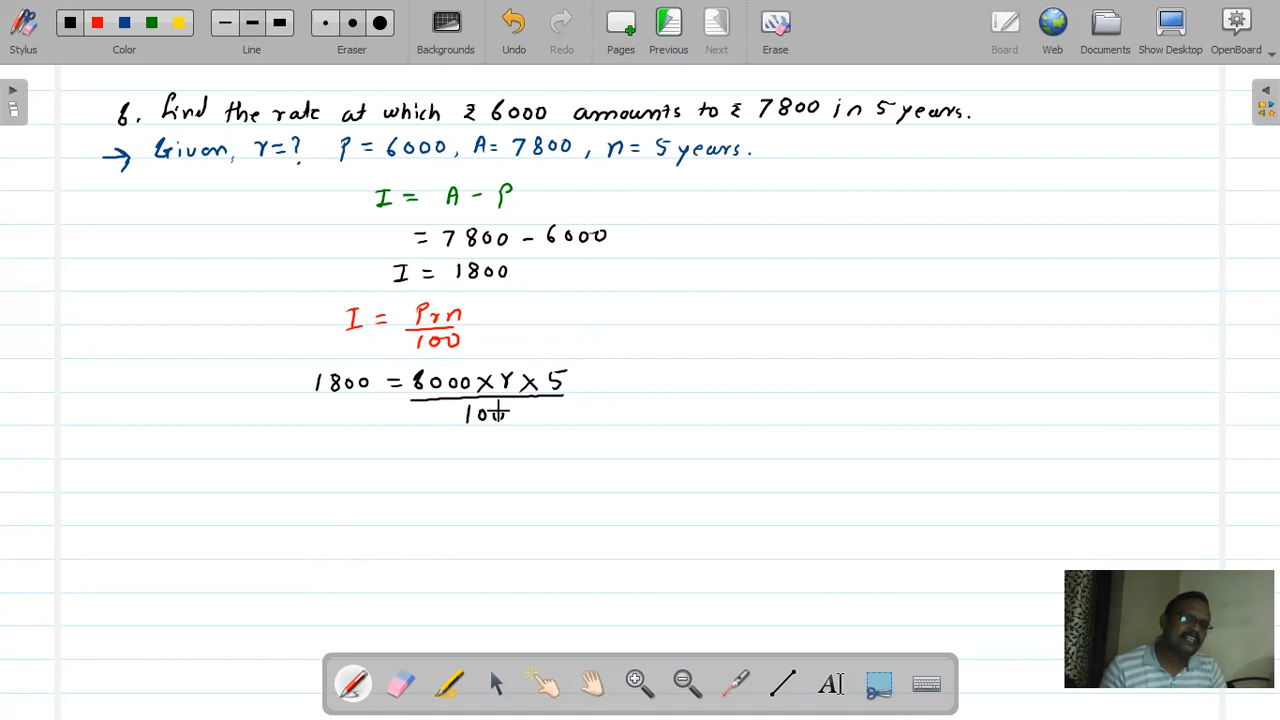 Stylus Color Line Eraser Backgrounds Undo Redo Pages Previous Next Erase Board Web Documents Show Desktop OpenBoard
6. Find the rate at which ₹ 6000 amounts to ₹ 7800 in 5 years.
→ Given, r=? P = 6000, A= 7800, n= 5 years.
I = A - P
= 7800 - 6000
I = 1800
I = Prn
100
1800 = 6000 × r × 5
100